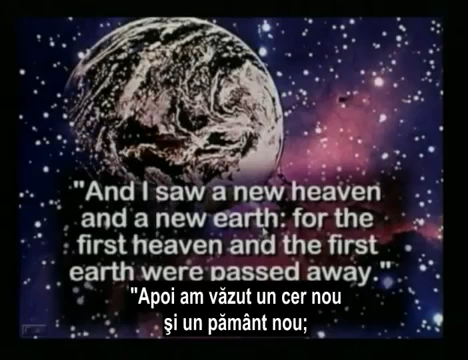 "And I saw a new heaven
and a new earth: for the
first heaven and the first
earth were passed away."
"Apoi am văzut un cer nou
şi un pământ nou;